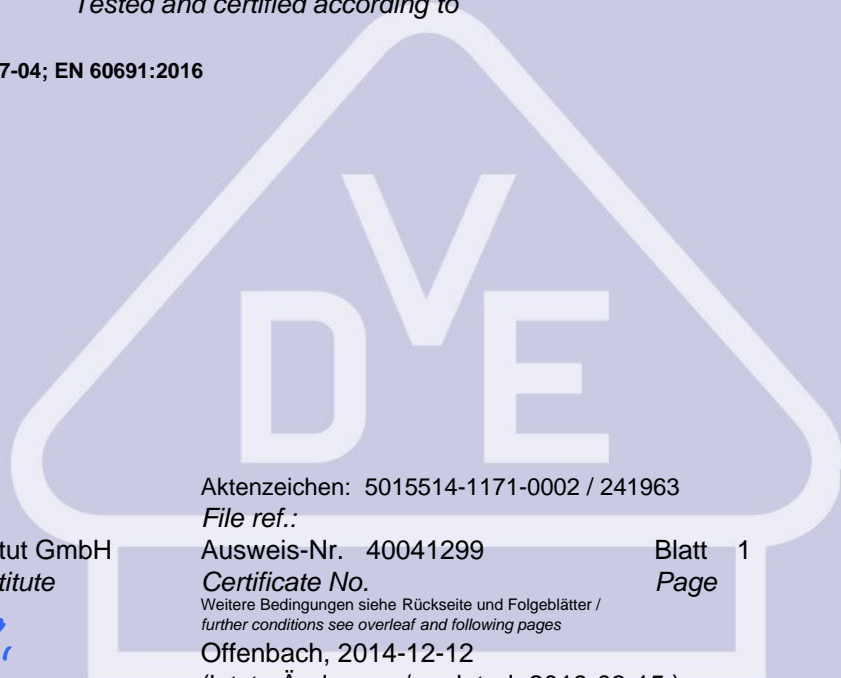 Tested and certified according to
7-04; EN 60691:2016
VDE
Aktenzeichen: 5015514-1171-0002 / 241963
File ref.:
tut GmbH Ausweis-Nr. 40041299 Blatt 1
titute Certificate No. Page
Weitere Bedingungen siehe Rückseite und Folgeblätter /
further conditions see overleaf and following pages
Offenbach, 2014-12-12